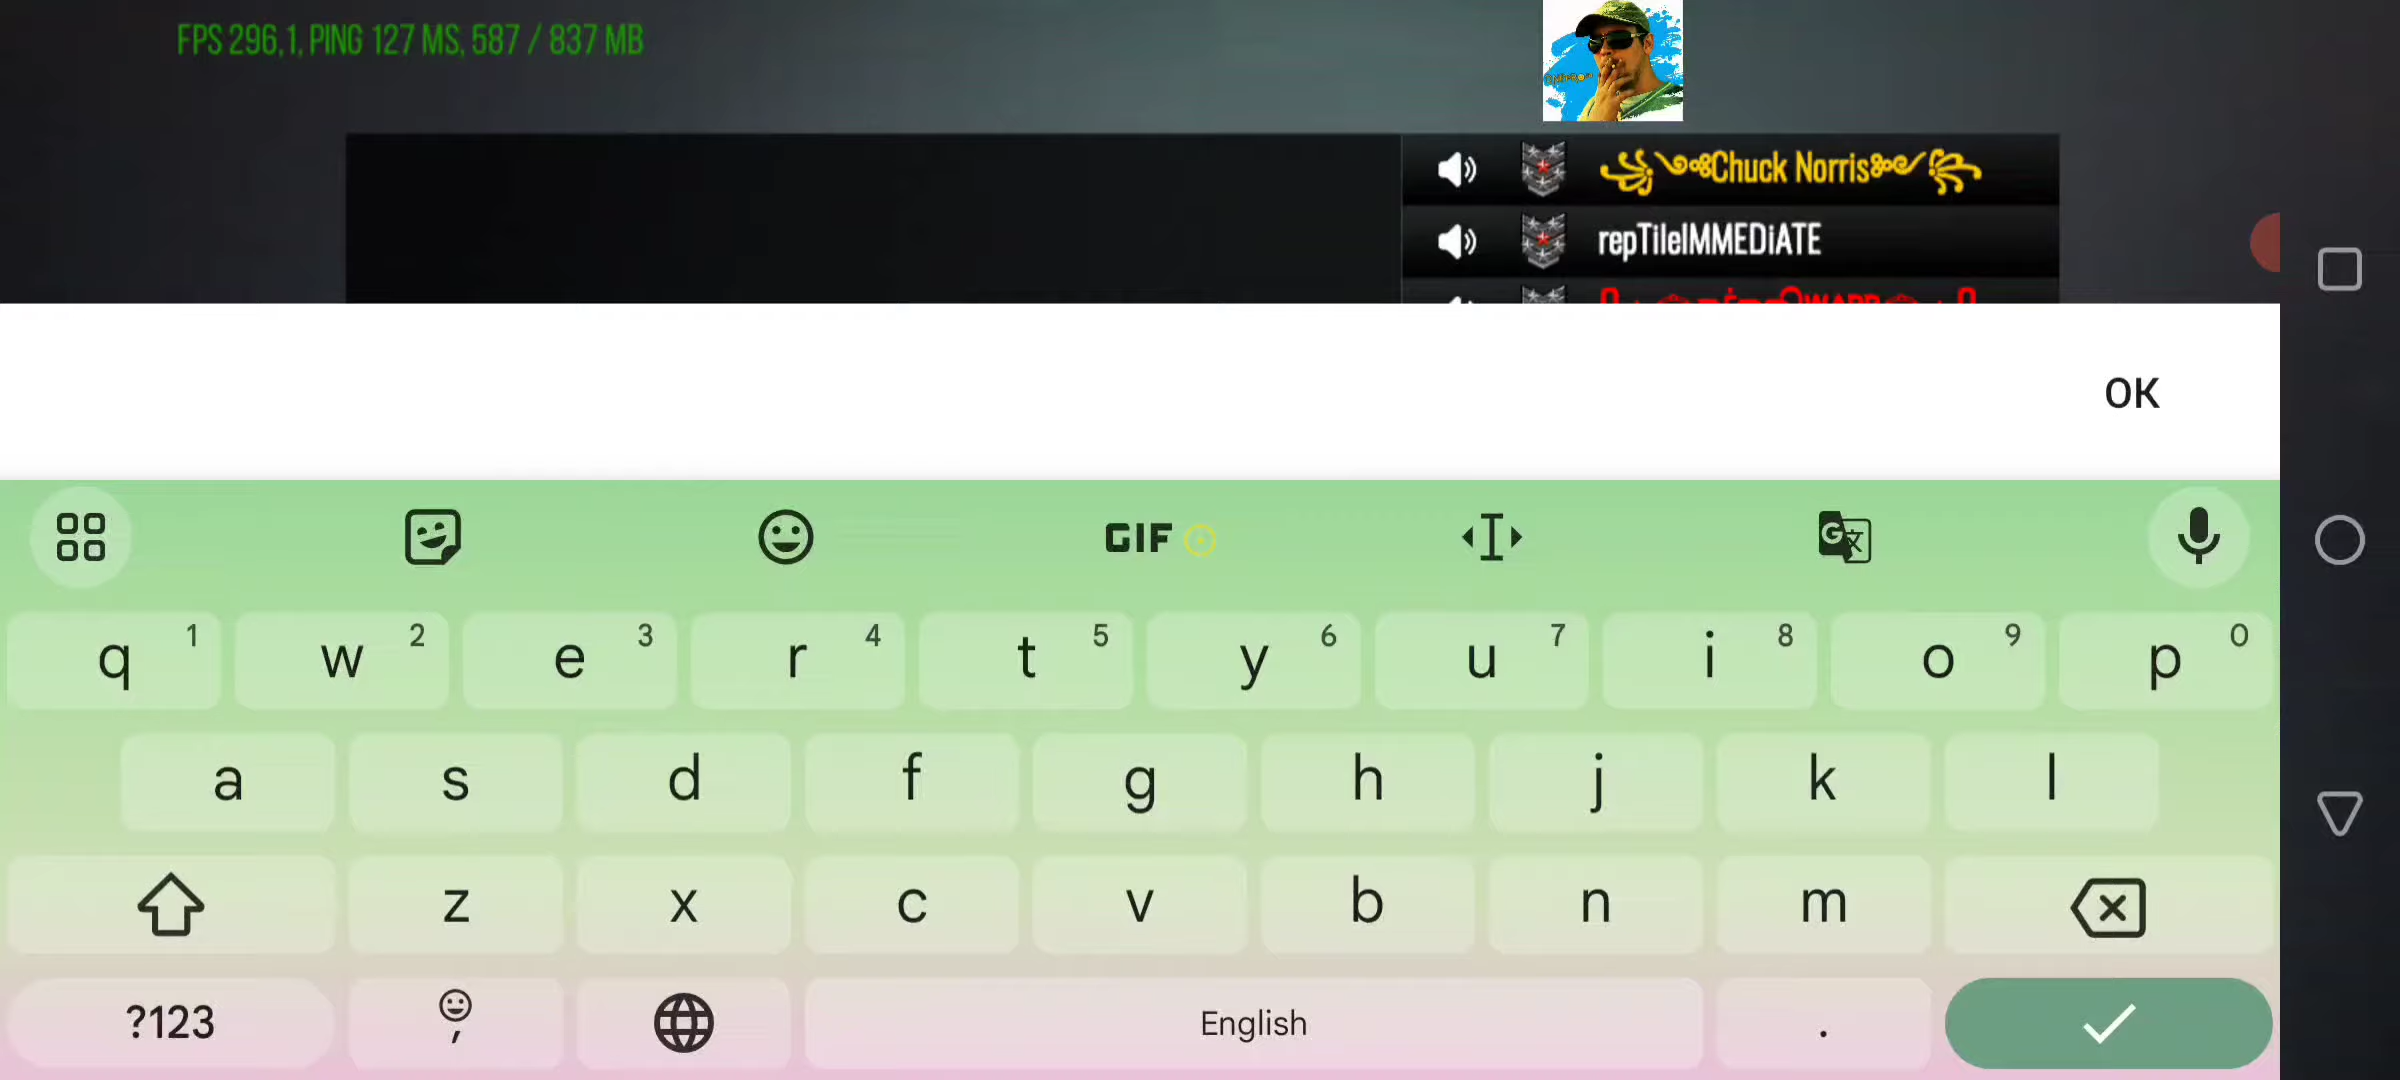 FPS 296,1, PING 127 MS, 587 / 837 MB
Chuck Norris
repTileIMMEDiATE
OK
GIF
q 1 w 2 e 3 r 4 t 5 y 6 u 7 i 8 o 9 p 0
a s d f g h j k l
z x c v b n m
?123 , English .